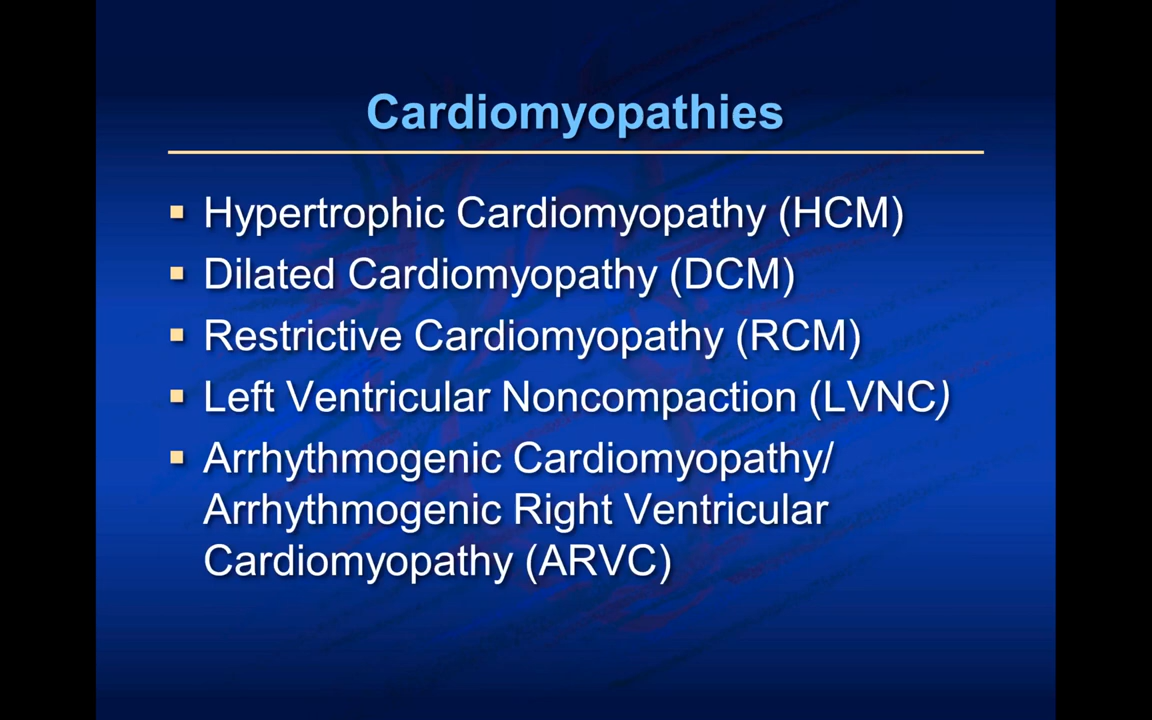 Cardiomyopathies
▪ Hypertrophic Cardiomyopathy (HCM)
▪ Dilated Cardiomyopathy (DCM)
▪ Restrictive Cardiomyopathy (RCM)
▪ Left Ventricular Noncompaction (LVNC)
▪ Arrhythmogenic Cardiomyopathy/
Arrhythmogenic Right Ventricular
Cardiomyopathy (ARVC)